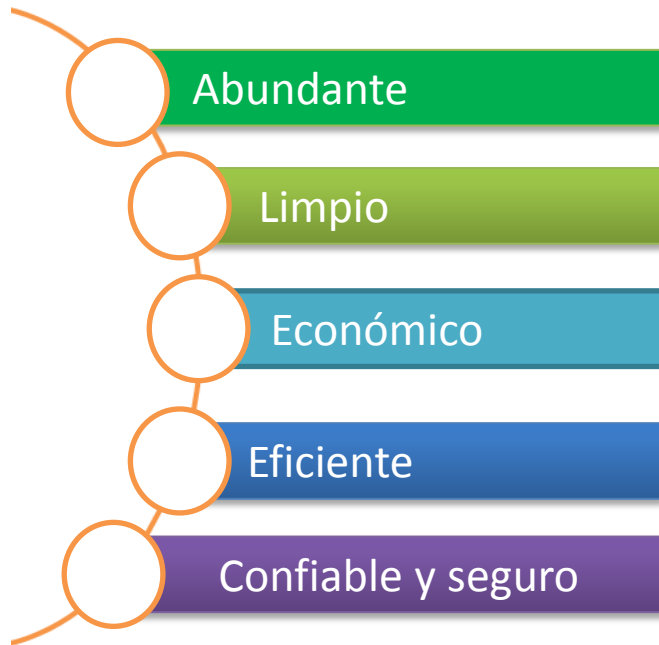 Abundante
Limpio
Económico
Eficiente
Confiable y seguro